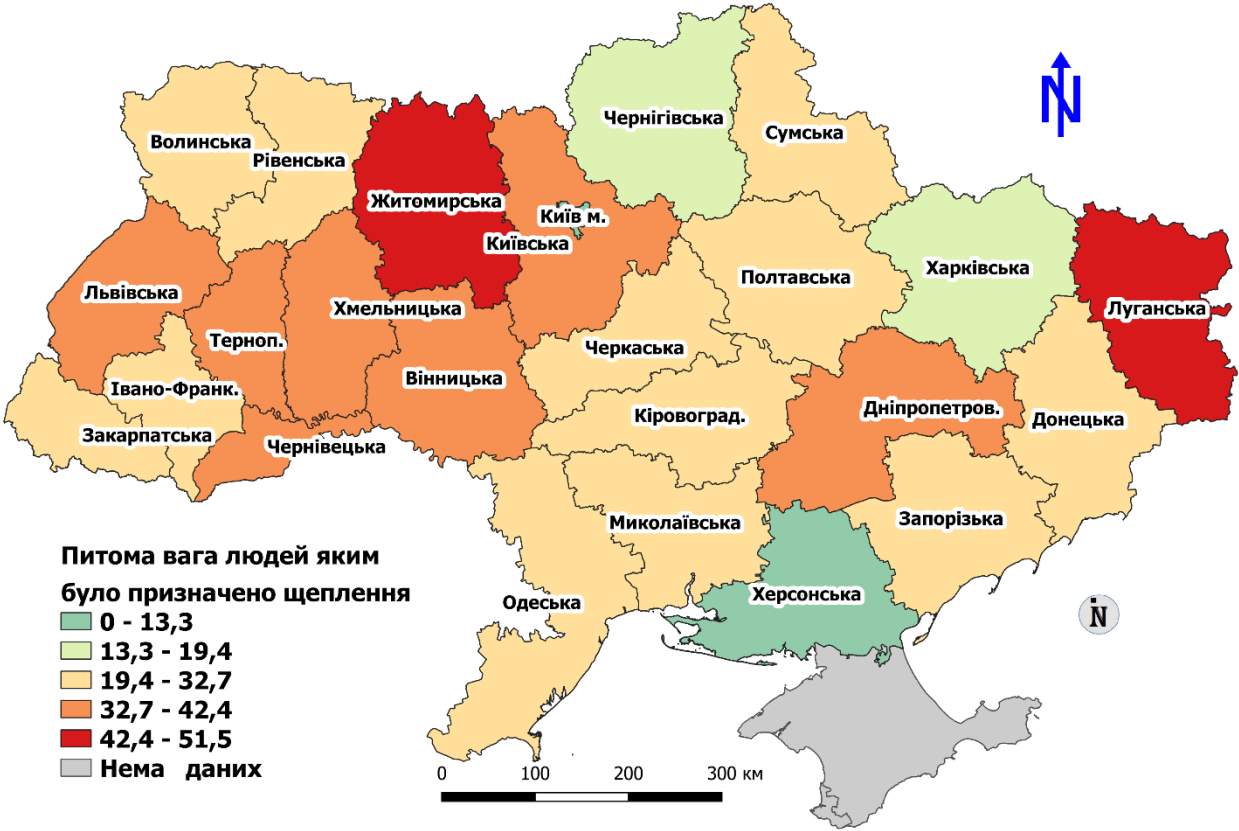 N
Чернігівська
Сумська
Волинська
Рівенська
Житомирська
Київ м.
Київська
Харківська
Полтавська
Львівська
Хмельницька
Луганська
Терноп.
Черкаська
Вінницька
Івано-Франк.
Кіровоград.
Дніпропетров.
Донецька
Закарпатська
Чернівецька
Миколаївська
Запорізька
Херсонська
Одеська
Питома вага людей яким
було призначено щеплення
0 - 13,3
13,3 - 19,4
19,4 - 32,7
32,7 - 42,4
42,4 - 51,5
Нема даних
N
0 100 200 300 км